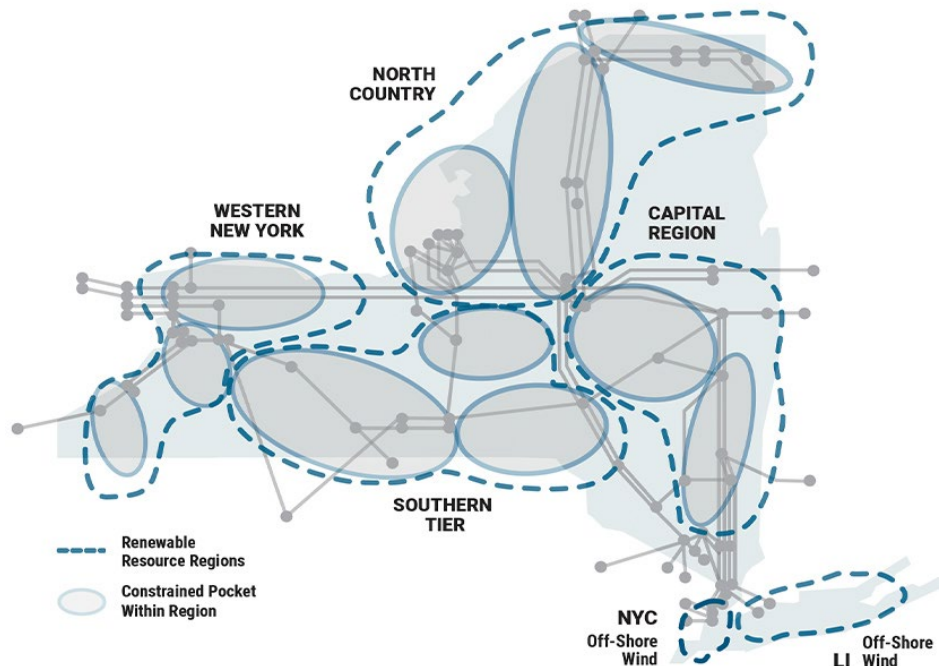 NORTH
COUNTRY
WESTERN
NEW YORK
CAPITAL
REGION
SOUTHERN
TIER
Renewable
Resource Regions
Constrained Pocket
Within Region
NYC
Off-Shore
Wind
LI Off-Shore
Wind